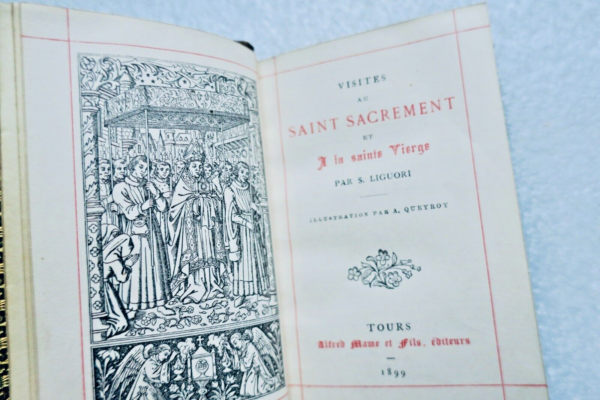 VISITES
AU
SAINT SACREMENT
ET
A la sainte Vierge
PAR S. LIGUORI
ILLUSTRATION PAR A. QUEYROY
TOURS
Alfred Mame et Fils, éditeurs
1899